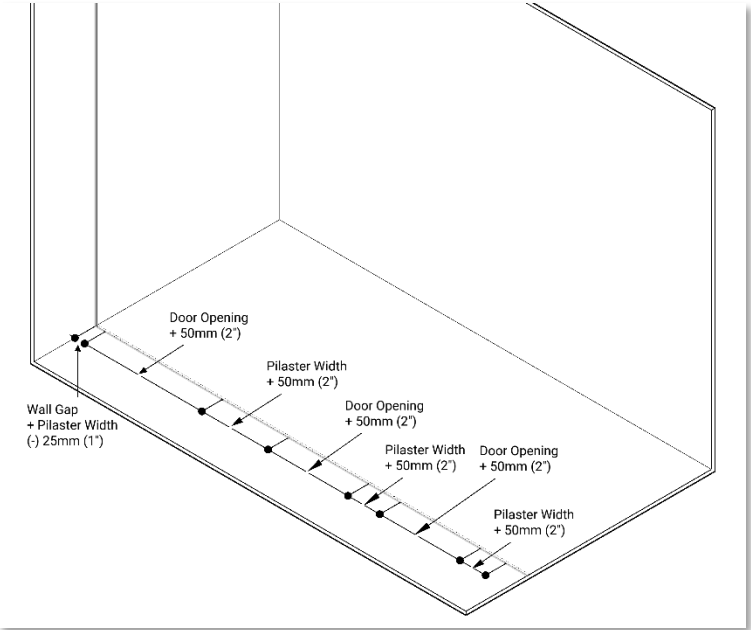 Door Opening
+ 50mm (2")
Pilaster Width
+ 50mm (2")
Door Opening
+ 50mm (2")
Wall Gap
+ Pilaster Width
(-) 25mm (1")
Pilaster Width
+ 50mm (2")
Door Opening
+ 50mm (2")
Pilaster Width
+ 50mm (2")